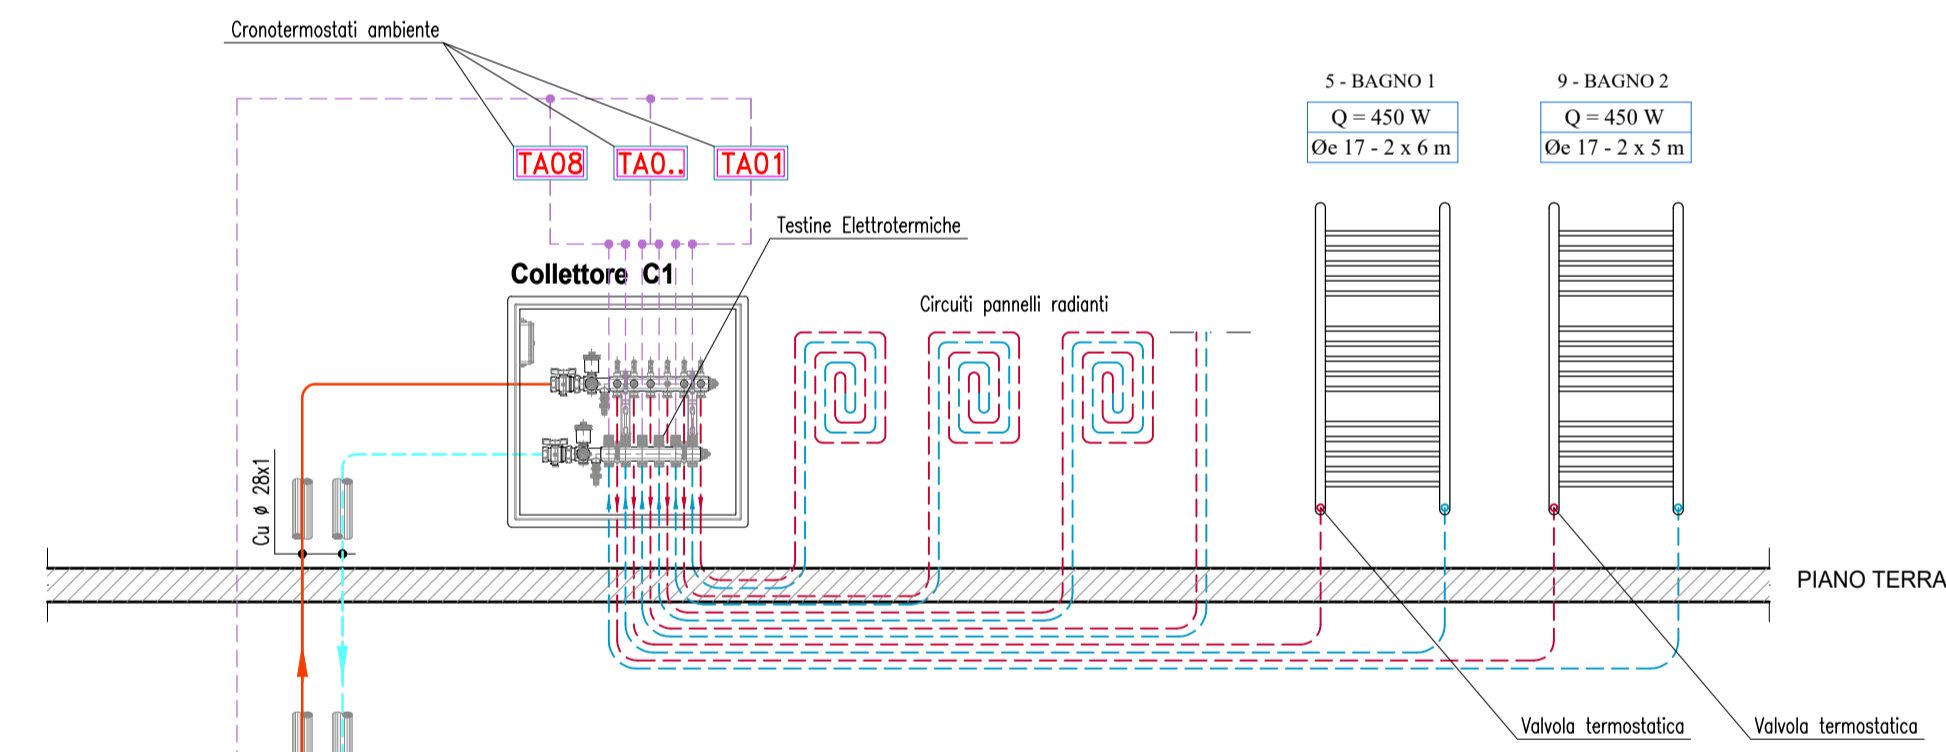 Cronotermostati ambiente
5 - BAGNO 1
9 - BAGNO 2
Q = 450 W
Q = 450 W
Øe 17 - 2 x 6 m
Øe 17 - 2 x 5 m
TA08
TA0..
TA01
Testine Elettrotermiche
Collettore C1
Circuiti pannelli radianti
Cu ø 28x1
PIANO TERRA
Valvola termostatica
Valvola termostatica